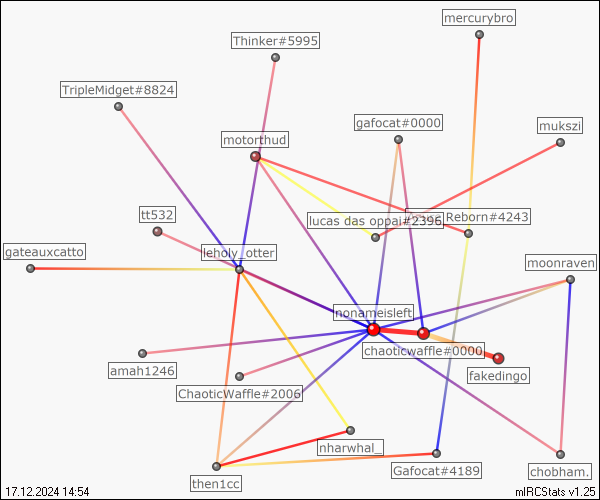 mercurybro
Thinker#5995
TripleMidget#8824
gafocat#0000
mukszi
motorthud
tt532
lucas das oppai#2396
Reborn#4243
leholy_otter
gateauxcatto
moonraven
nonameisleft
chaoticwaffle#0000
amah1246
fakedingo
ChaoticWaffle#2006
nharwhal_
Gafocat#4189
chobham.
then1cc
17.12.2024 14:54
mIRCStats v1.25